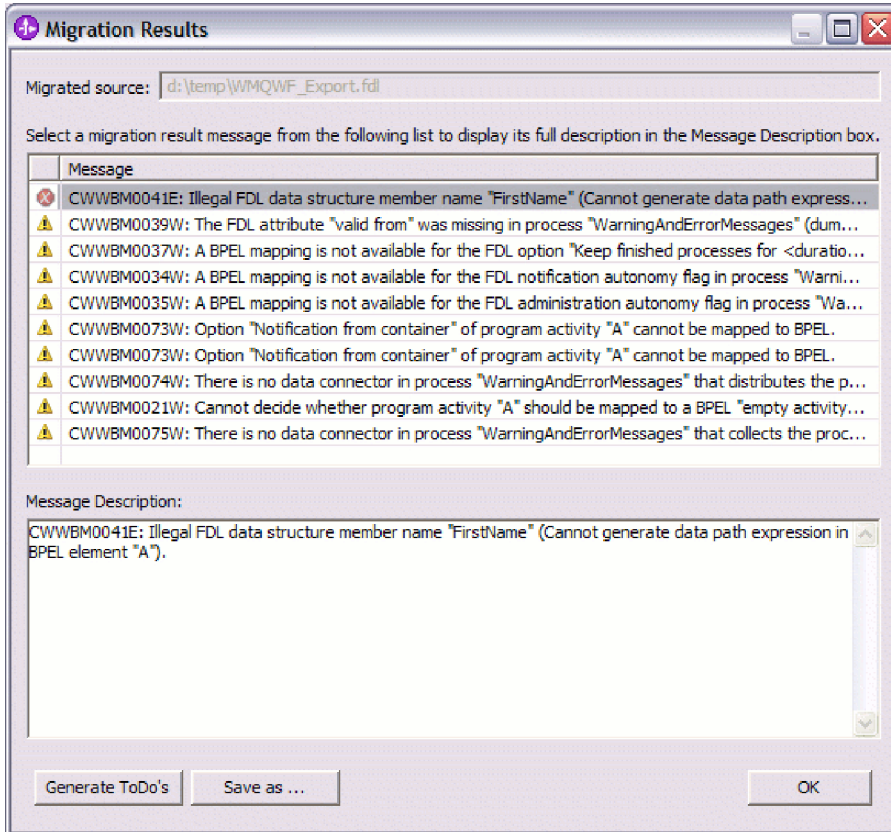 Migration Results
Migrated source: d:\temp\WMQWF_Export.fdl
Select a migration result message from the following list to display its full description in the Message Description box.
Message
CWWBM0041E: Illegal FDL data structure member name "FirstName" (Cannot generate data path express...
CWWBM0039W: The FDL attribute "valid from" was missing in process "WarningAndErrorMessages" (dum...
CWWBM0037W: A BPEL mapping is not available for the FDL option "Keep finished processes for <duratio...
CWWBM0034W: A BPEL mapping is not available for the FDL notification autonomy flag in process "Warni...
CWWBM0035W: A BPEL mapping is not available for the FDL administration autonomy flag in process "Wa...
CWWBM0073W: Option "Notification from container" of program activity "A" cannot be mapped to BPEL.
CWWBM0073W: Option "Notification from container" of program activity "A" cannot be mapped to BPEL.
CWWBM0074W: There is no data connector in process "WarningAndErrorMessages" that distributes the p...
CWWBM0021W: Cannot decide whether program activity "A" should be mapped to a BPEL "empty activity...
CWWBM0075W: There is no data connector in process "WarningAndErrorMessages" that collects the proc...
Message Description:
CWWBM0041E: Illegal FDL data structure member name "FirstName" (Cannot generate data path expression in
BPEL element "A").
Generate ToDo's Save as ... OK